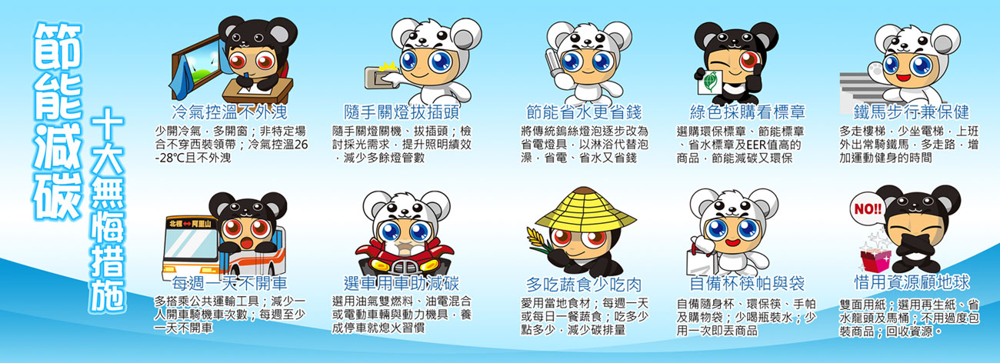 節能減碳
十大無悔措施
冷氣控溫不外洩
少開冷氣，多開窗；非特定場
合不穿西裝領帶；冷氣控溫26
-28℃且不外洩
隨手關燈拔插頭
隨手關燈關機、拔插頭；檢
討採光需求，提升照明績效
，減少多餘燈管數
節能省水更省錢
將傳統鎢絲燈泡逐步改為
省電燈具，以淋浴代替泡
澡，省電、省水又省錢
綠色採購看標章
選購環保標章、節能標章
、省水標章及EER值高的
商品，節能減碳又環保
鐵馬步行兼保健
多走樓梯，少坐電梯，上班
外出常騎鐵馬，多走路，增
加運動健身的時間
北極↔阿里山
每週一天不開車
多搭乘公共運輸工具；減少一
人開車騎機車次數；每週至少
一天不開車
選車用車助減碳
選用油氣雙燃料、油電混合
或電動車輛與動力機具，養
成停車就熄火習慣
多吃蔬食少吃肉
愛用當地食材；每週一天
或每日一餐蔬食；吃多少
點多少，減少碳排量
自備杯筷帕與袋
自備隨身杯、環保筷、手帕
及購物袋；少喝瓶裝水；少
用一次即丟商品
NO!!
惜用資源顧地球
雙面用紙；選用再生紙、省
水龍頭及馬桶；不用過度包
裝商品；回收資源。